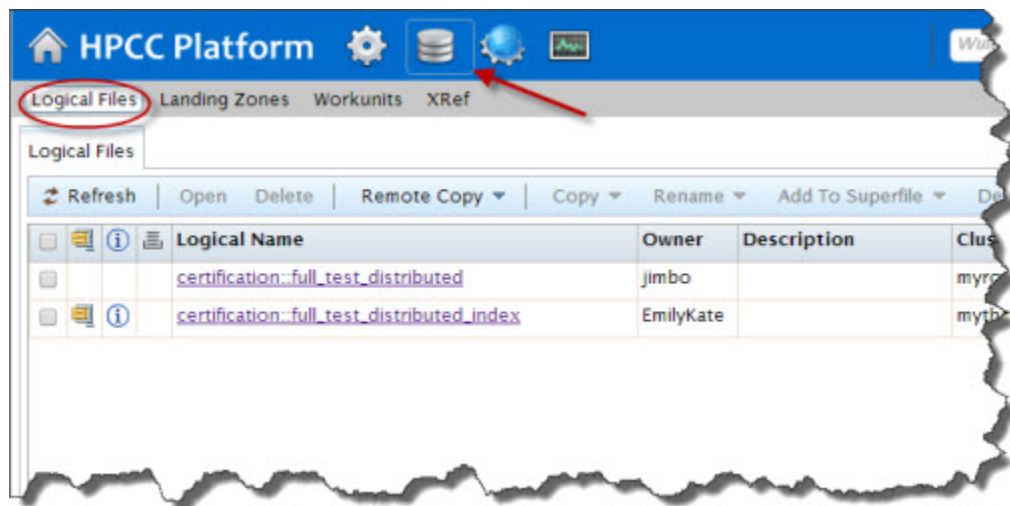 HPCC Platform
Logical Files Landing Zones Workunits XRef
Logical Files
Refresh Open Delete Remote Copy Copy Rename Add To Superfile
Logical Name Owner Description
certification::full_test_distributed jimbo
certification::full_test_distributed_index EmilyKate